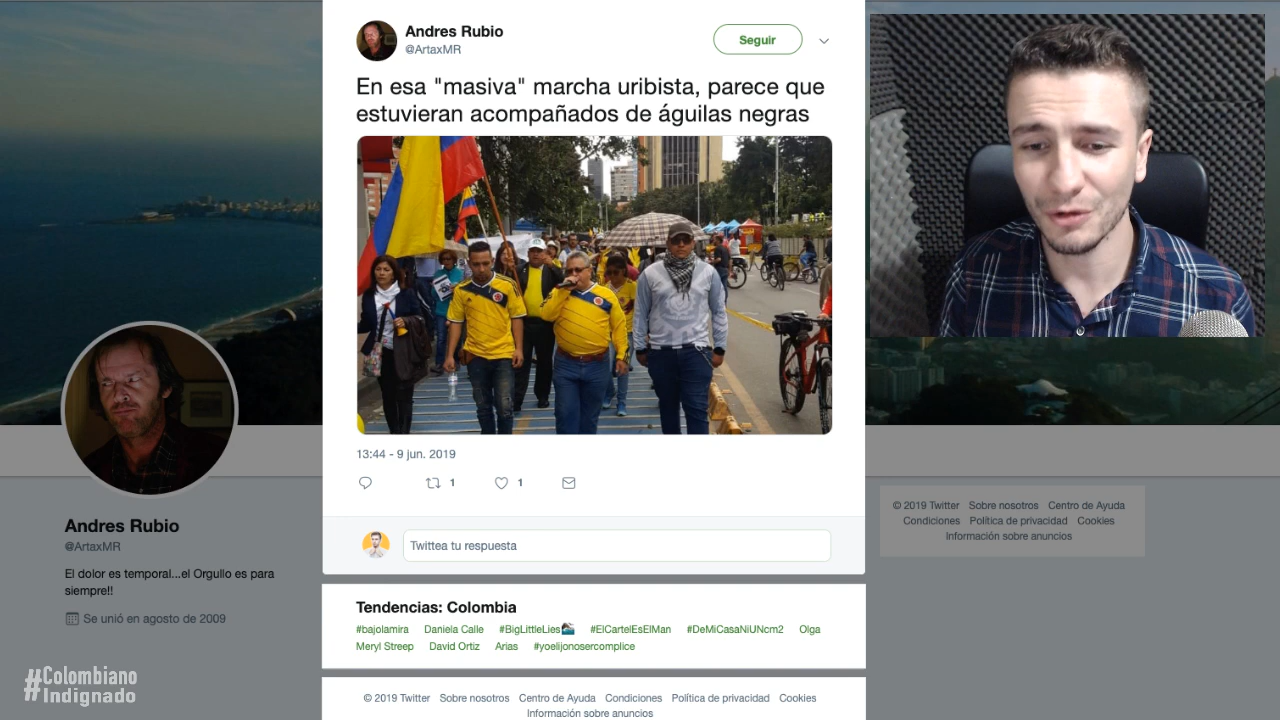 Andres Rubio
@ArtaxMR
Seguir
En esa "masiva" marcha uribista, parece que
estuvieran acompañados de águilas negras
13:44 - 9 jun. 2019
1
1
Twittea tu respuesta
Tendencias: Colombia
#bajolamira Daniela Calle #BigLittleLies #ElCartelEsElMan #DeMiCasaNiUNcm2 Olga
Meryl Streep David Ortiz Arias #yoelijonosercomplice
© 2019 Twitter Sobre nosotros Centro de Ayuda Condiciones Política de privacidad Cookies
Información sobre anuncios
Andres Rubio
@ArtaxMR
El dolor es temporal...el Orgullo es para
siempre!!
Se unió en agosto de 2009
#Colombiano
Indignado
© 2019 Twitter Sobre nosotros Centro de Ayuda
Condiciones Política de privacidad Cookies
Información sobre anuncios